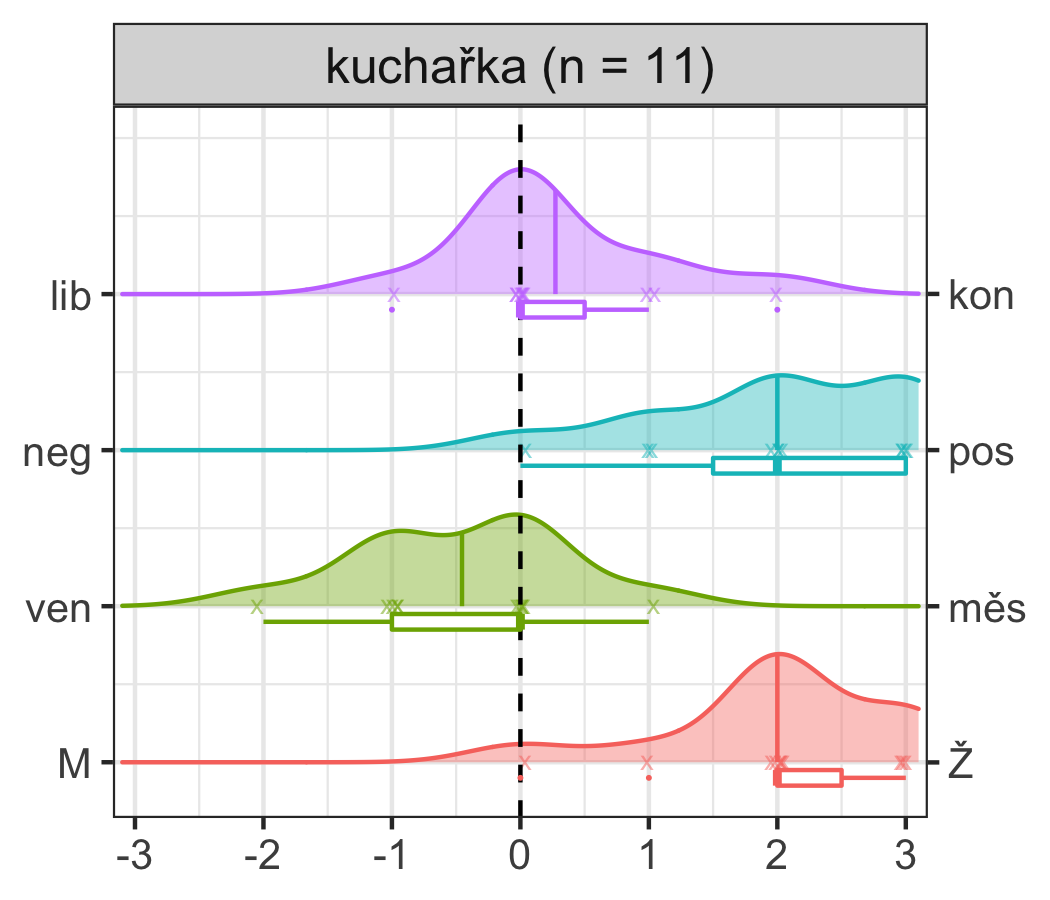 kuchařka (n = 11)
lib kon
neg pos
ven měs
M Ž
-3 -2 -1 0 1 2 3